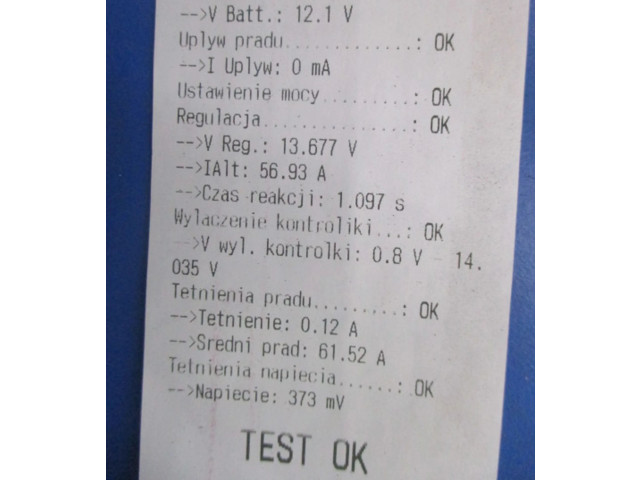 -->V Batt.: 12.1 V
Uplyw pradu.............: OK
-->I Uplyw: 0 mA
Ustawienie mocy.........: OK
Regulacja...............: OK
-->V Reg.: 13.677 V
-->IAlt: 56.93 A
-->Czas reakcji: 1.097 s
Wylaczenie kontroliki...: OK
-->V wyl. kontrolki: 0.8 V - 14.
035 V
Tetnienia pradu.........: OK
-->Tetnienie: 0.12 A
-->Sredni prad: 61.52 A
Tetnienia napiecia......: OK
-->Napiecie: 373 mV
TEST OK